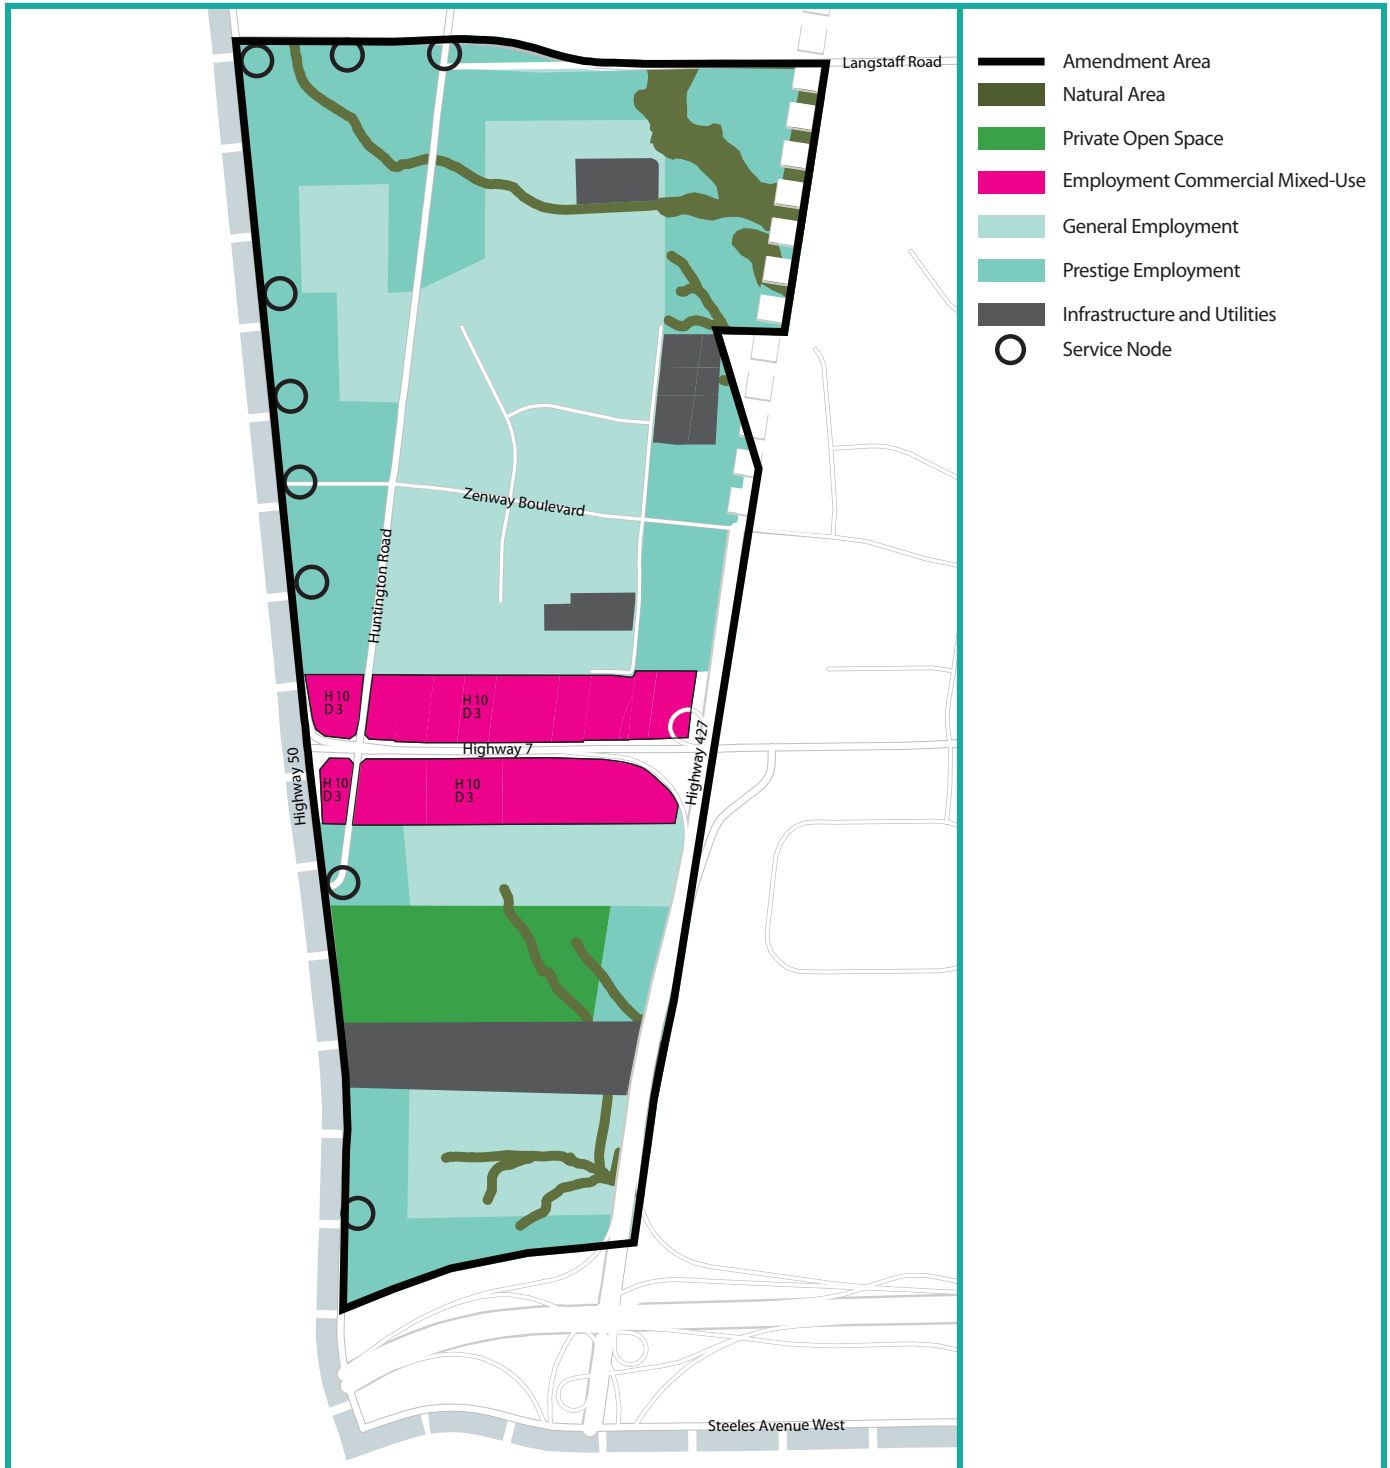 Langstaff Road
Amendment Area
Natural Area
Private Open Space
Employment Commercial Mixed-Use
General Employment
Prestige Employment
Infrastructure and Utilities
Service Node
Zenway Boulevard
Huntington Road
H 10
D 3
H 10
D 3
Highway 7
Highway 427
Highway 50
H 10
D 3
H 10
D 3
Steeles Avenue West